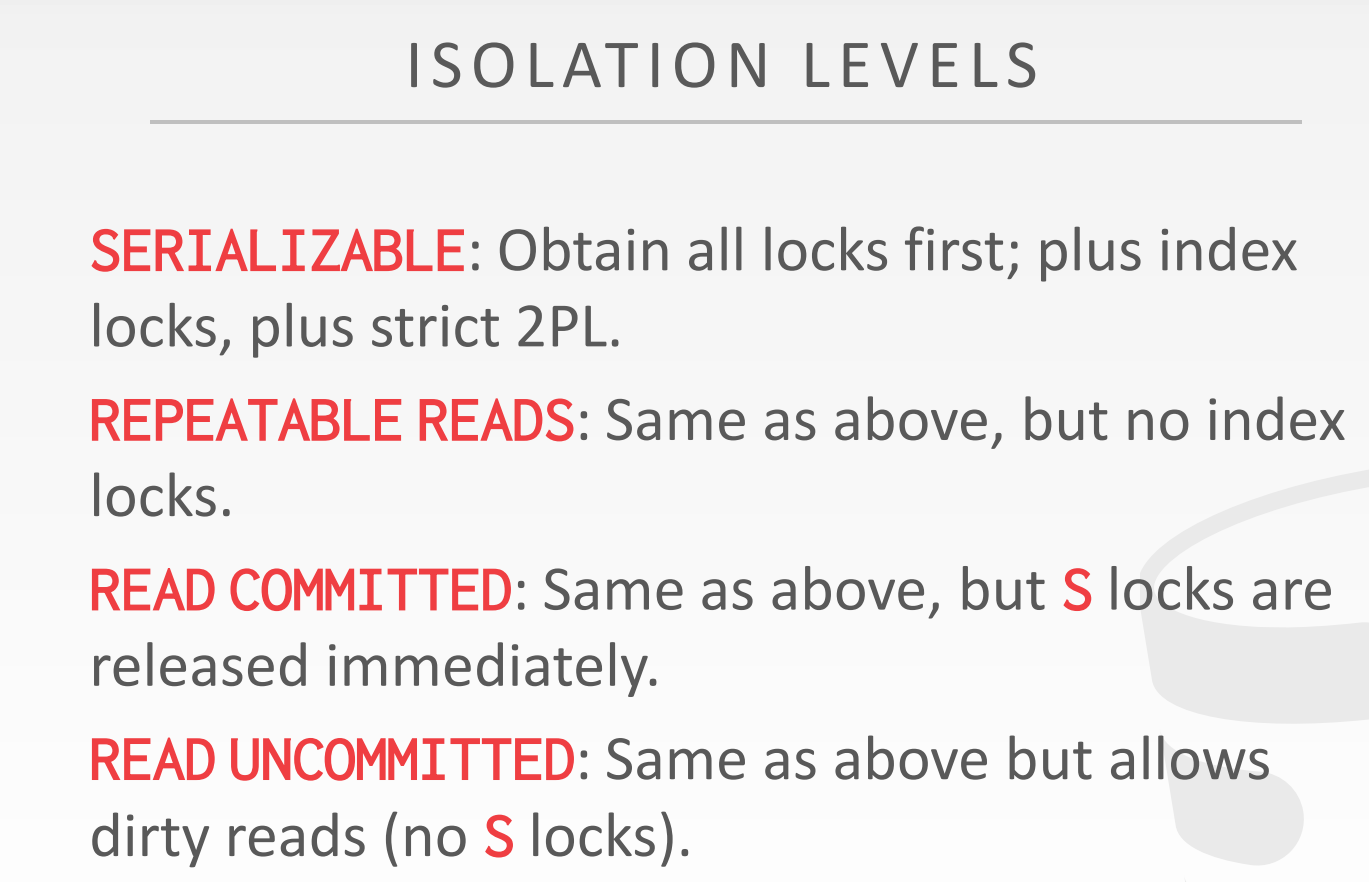 ISOLATION LEVELS
SERIALIZABLE: Obtain all locks first; plus index
locks, plus strict 2PL.
REPEATABLE READS: Same as above, but no index
locks.
READ COMMITTED: Same as above, but S locks are
released immediately.
READ UNCOMMITTED: Same as above but allows
dirty reads (no S locks).